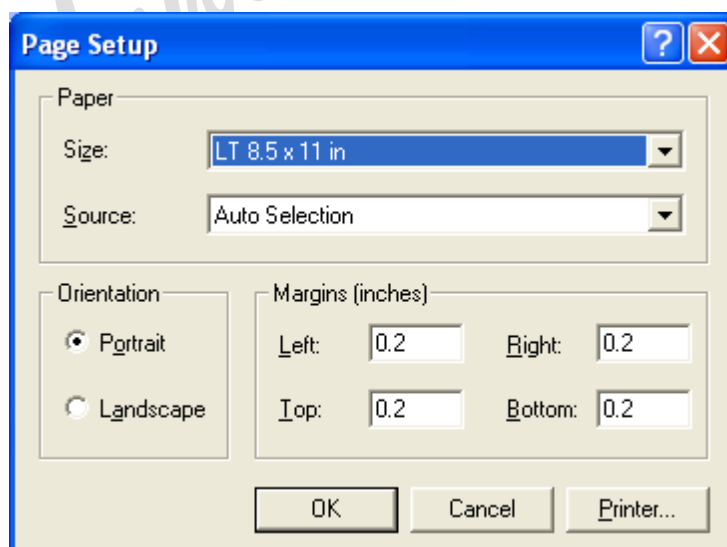 Page Setup
Paper
Size: LT 8.5 x 11 in
Source: Auto Selection
Orientation
Portrait
Landscape
Margins (inches)
Left: 0.2 Right: 0.2
Top: 0.2 Bottom: 0.2
OK Cancel Printer...